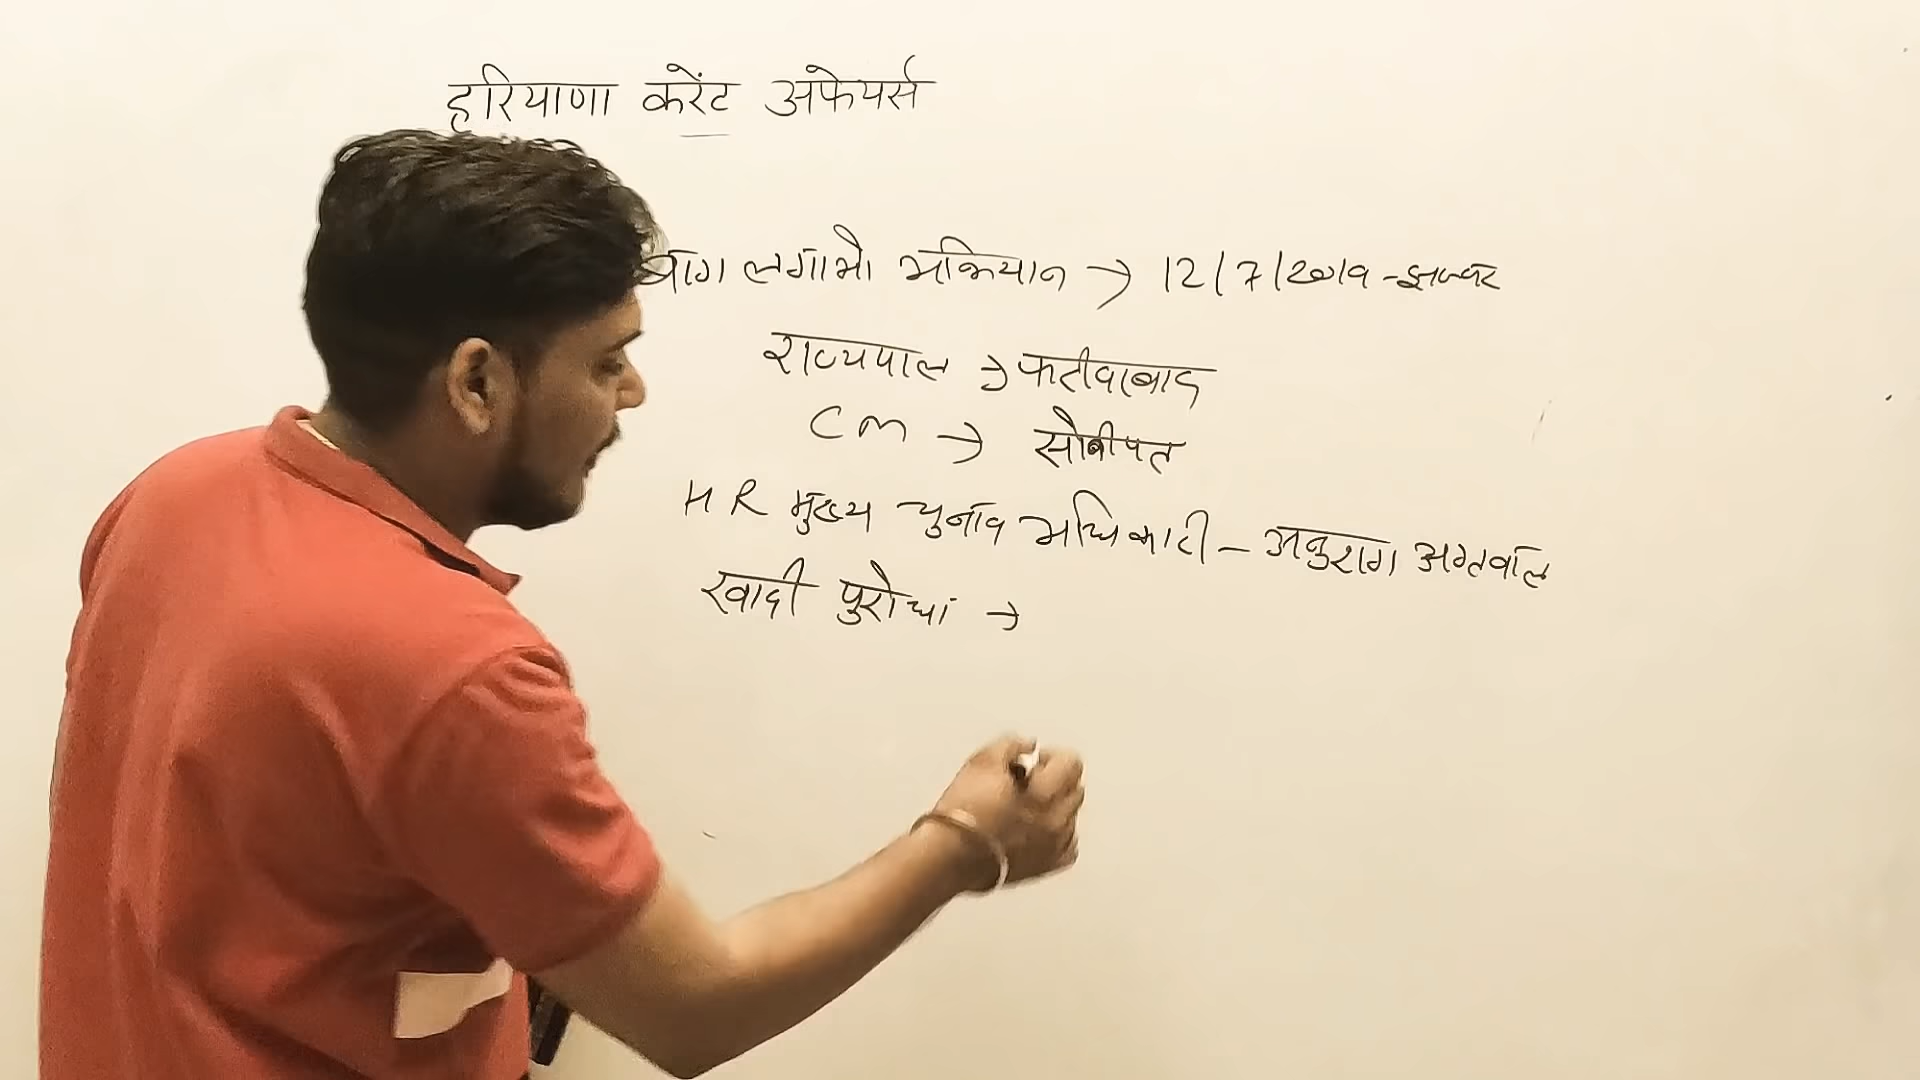 हरियाणा करेंट अफेयर्स
बाग लगाओ अभियान → 12/7/2019 - झज्जर
राज्यपाल → फतेहाबाद
CM → सोनीपत
HR मुख्य चुनाव अधिकारी - अनुराग अग्रवाल
खादी पुरोधा →